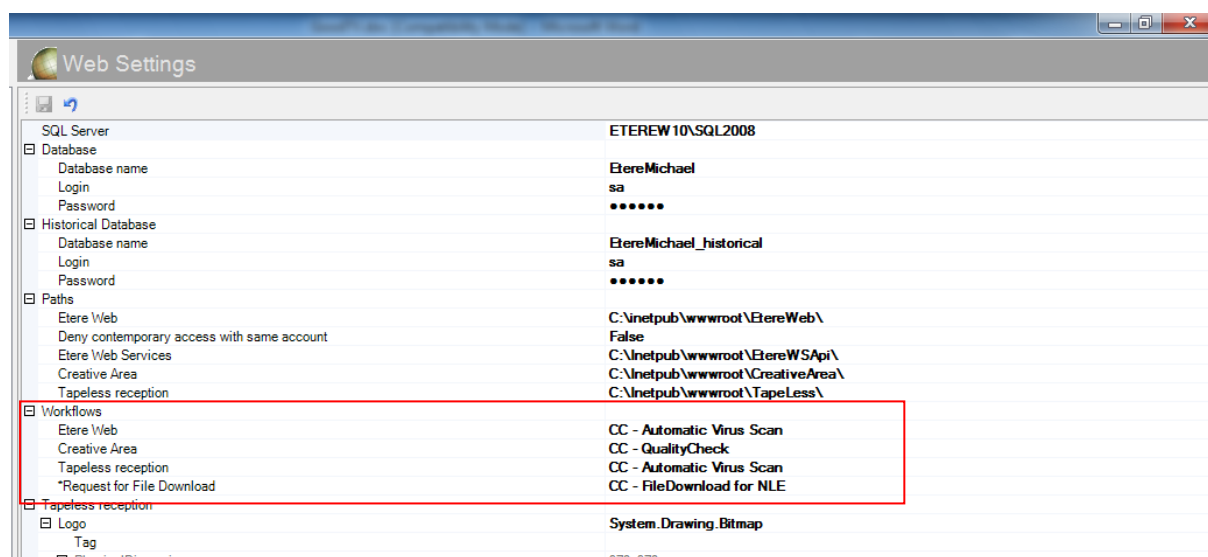 Web Settings
SQL Server ETEREW10\SQL2008
Database
Database name EtereMichael
Login sa
Password ●●●●●●
Historical Database
Database name EtereMichael_historical
Login sa
Password ●●●●●●
Paths
Etere Web C:\inetpub\wwwroot\EtereWeb\
Deny contemporary access with same account False
Etere Web Services C:\Inetpub\wwwroot\EtereWSApi\
Creative Area C:\Inetpub\wwwroot\CreativeArea\
Tapeless reception C:\Inetpub\wwwroot\TapeLess\
Workflows
Etere Web CC - Automatic Virus Scan
Creative Area CC - QualityCheck
Tapeless reception CC - Automatic Virus Scan
*Request for File Download CC - FileDownload for NLE
Tapeless reception
Logo System.Drawing.Bitmap
Tag